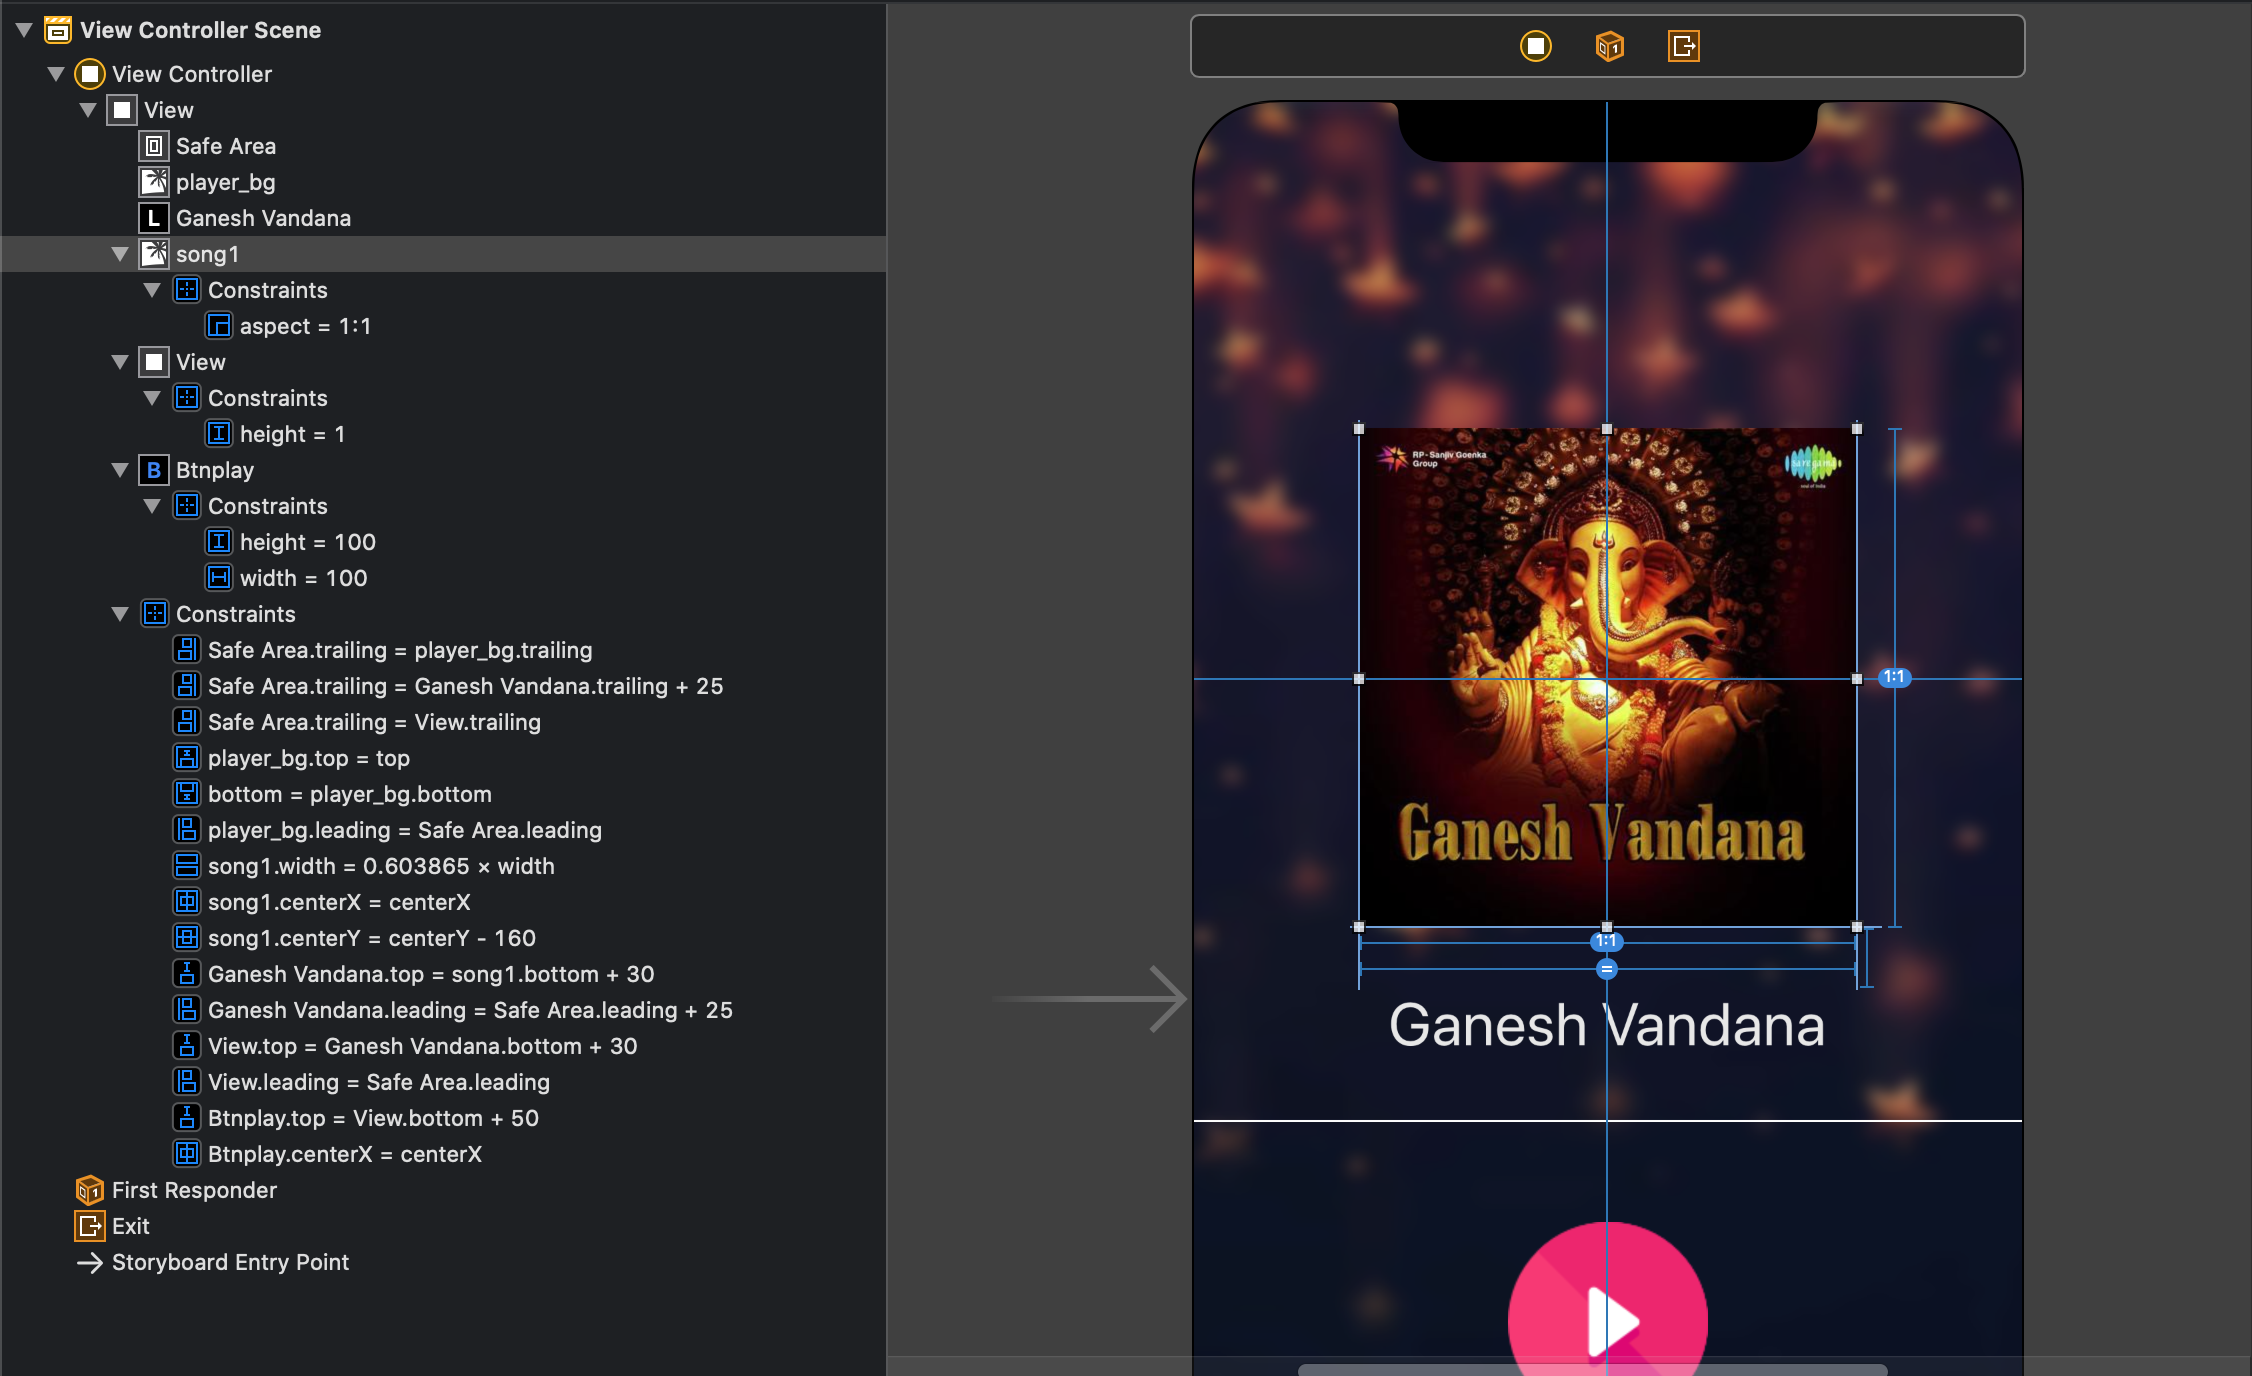 View Controller Scene
View Controller
View
Safe Area
player_bg
L Ganesh Vandana
song1
Constraints
aspect = 1:1
View
Constraints
height = 1
B Btnplay
Constraints
height = 100
width = 100
Constraints
Safe Area.trailing = player_bg.trailing
Safe Area.trailing = Ganesh Vandana.trailing + 25
Safe Area.trailing = View.trailing
player_bg.top = top
bottom = player_bg.bottom
player_bg.leading = Safe Area.leading
song1.width = 0.603865 × width
song1.centerX = centerX
song1.centerY = centerY - 160
Ganesh Vandana.top = song1.bottom + 30
Ganesh Vandana.leading = Safe Area.leading + 25
View.top = Ganesh Vandana.bottom + 30
View.leading = Safe Area.leading
Btnplay.top = View.bottom + 50
Btnplay.centerX = centerX
First Responder
Exit
Storyboard Entry Point
RP-Sanjiv Goenka
Group
saregama
1:1
Ganesh Vandana
1:1
=
Ganesh Vandana